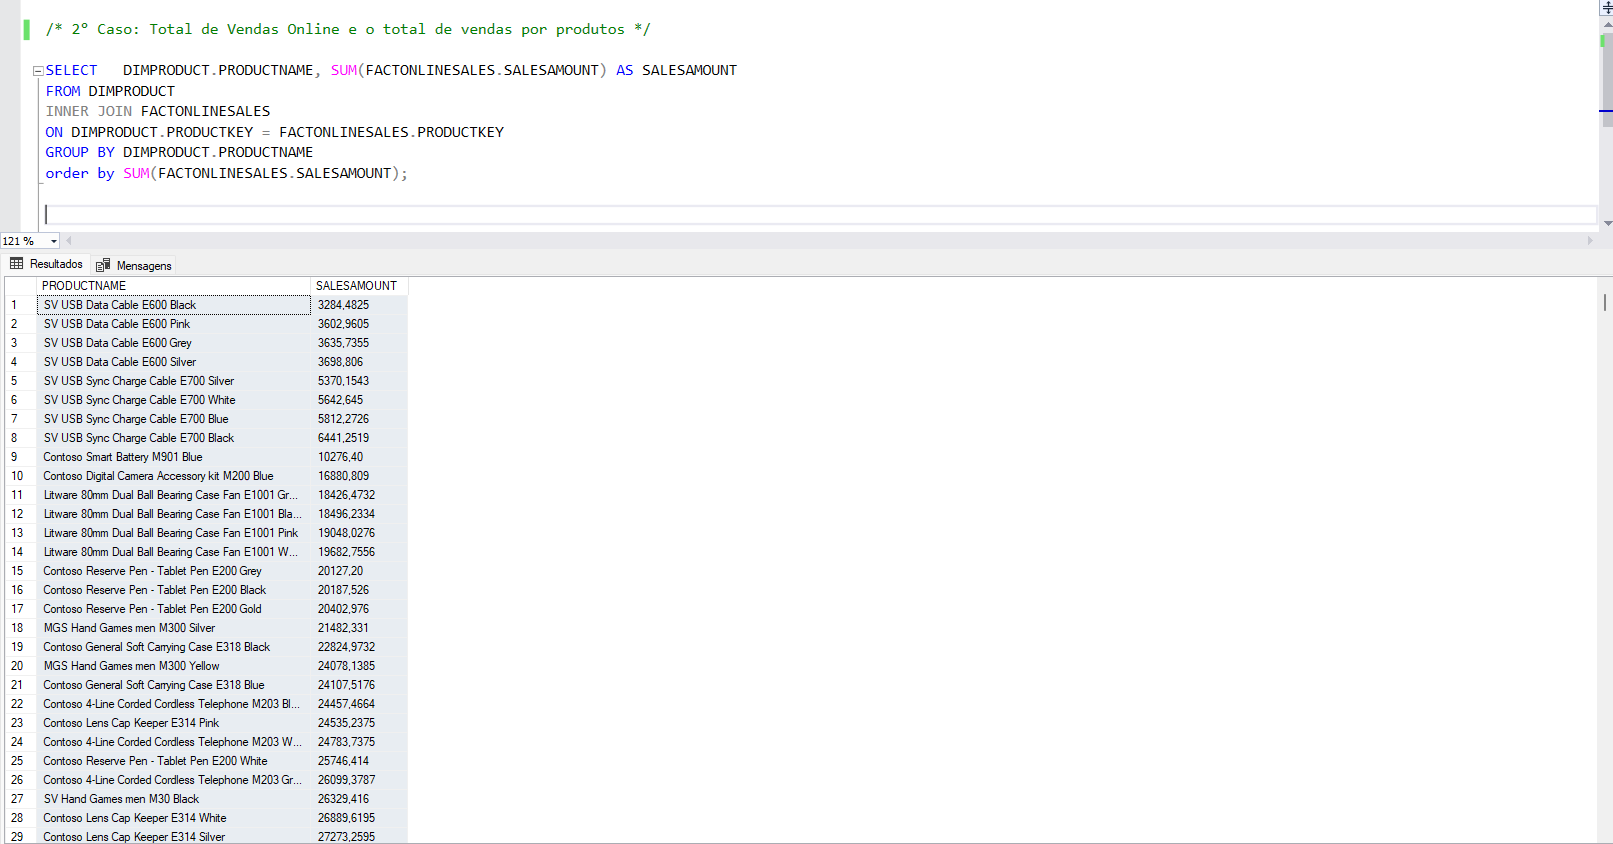 /* 2º Caso: Total de Vendas Online e o total de vendas por produtos */
SELECT   DIMPRODUCT.PRODUCTNAME, SUM(FACTONLINESALES.SALESAMOUNT) AS SALESAMOUNT
FROM DIMPRODUCT
INNER JOIN FACTONLINESALES
ON DIMPRODUCT.PRODUCTKEY = FACTONLINESALES.PRODUCTKEY
GROUP BY DIMPRODUCT.PRODUCTNAME
order by SUM(FACTONLINESALES.SALESAMOUNT);
121 %
Resultados Mensagens
PRODUCTNAME SALESAMOUNT
1 SV USB Data Cable E600 Black 3284,4825
2 SV USB Data Cable E600 Pink 3602,9605
3 SV USB Data Cable E600 Grey 3635,7355
4 SV USB Data Cable E600 Silver 3698,806
5 SV USB Sync Charge Cable E700 Silver 5370,1543
6 SV USB Sync Charge Cable E700 White 5642,645
7 SV USB Sync Charge Cable E700 Blue 5812,2726
8 SV USB Sync Charge Cable E700 Black 6441,2519
9 Contoso Smart Battery M901 Blue 10276,40
10 Contoso Digital Camera Accessory kit M200 Blue 16880,809
11 Litware 80mm Dual Ball Bearing Case Fan E1001 Gr... 18426,4732
12 Litware 80mm Dual Ball Bearing Case Fan E1001 Bla... 18496,2334
13 Litware 80mm Dual Ball Bearing Case Fan E1001 Pink 19048,0276
14 Litware 80mm Dual Ball Bearing Case Fan E1001 W... 19682,7556
15 Contoso Reserve Pen - Tablet Pen E200 Grey 20127,20
16 Contoso Reserve Pen - Tablet Pen E200 Black 20187,526
17 Contoso Reserve Pen - Tablet Pen E200 Gold 20402,976
18 MGS Hand Games men M300 Silver 21482,331
19 Contoso General Soft Carrying Case E318 Black 22824,9732
20 MGS Hand Games men M300 Yellow 24078,1385
21 Contoso General Soft Carrying Case E318 Blue 24107,5176
22 Contoso 4-Line Corded Cordless Telephone M203 Bl... 24457,4664
23 Contoso Lens Cap Keeper E314 Pink 24535,2375
24 Contoso 4-Line Corded Cordless Telephone M203 W... 24783,7375
25 Contoso Reserve Pen - Tablet Pen E200 White 25746,414
26 Contoso 4-Line Corded Cordless Telephone M203 Gr... 26099,3787
27 SV Hand Games men M30 Black 26329,416
28 Contoso Lens Cap Keeper E314 White 26889,6195
29 Contoso Lens Cap Keeper E314 Silver 27273,2595